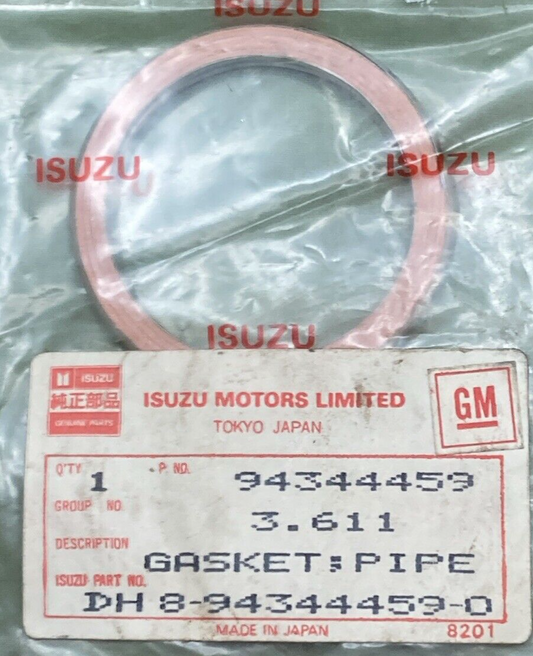 ISUZU
ISUZU
ISUZU
ISUZU
ISUZU
純正部品
GENUINE PARTS
ISUZU MOTORS LIMITED
TOKYO JAPAN
GM
Q'TY 1 P. NO. 94344459
GROUP NO. 3.611
DESCRIPTION GASKET;PIPE
ISUZU PART NO. DH 8-94344459-0
MADE IN JAPAN 8201